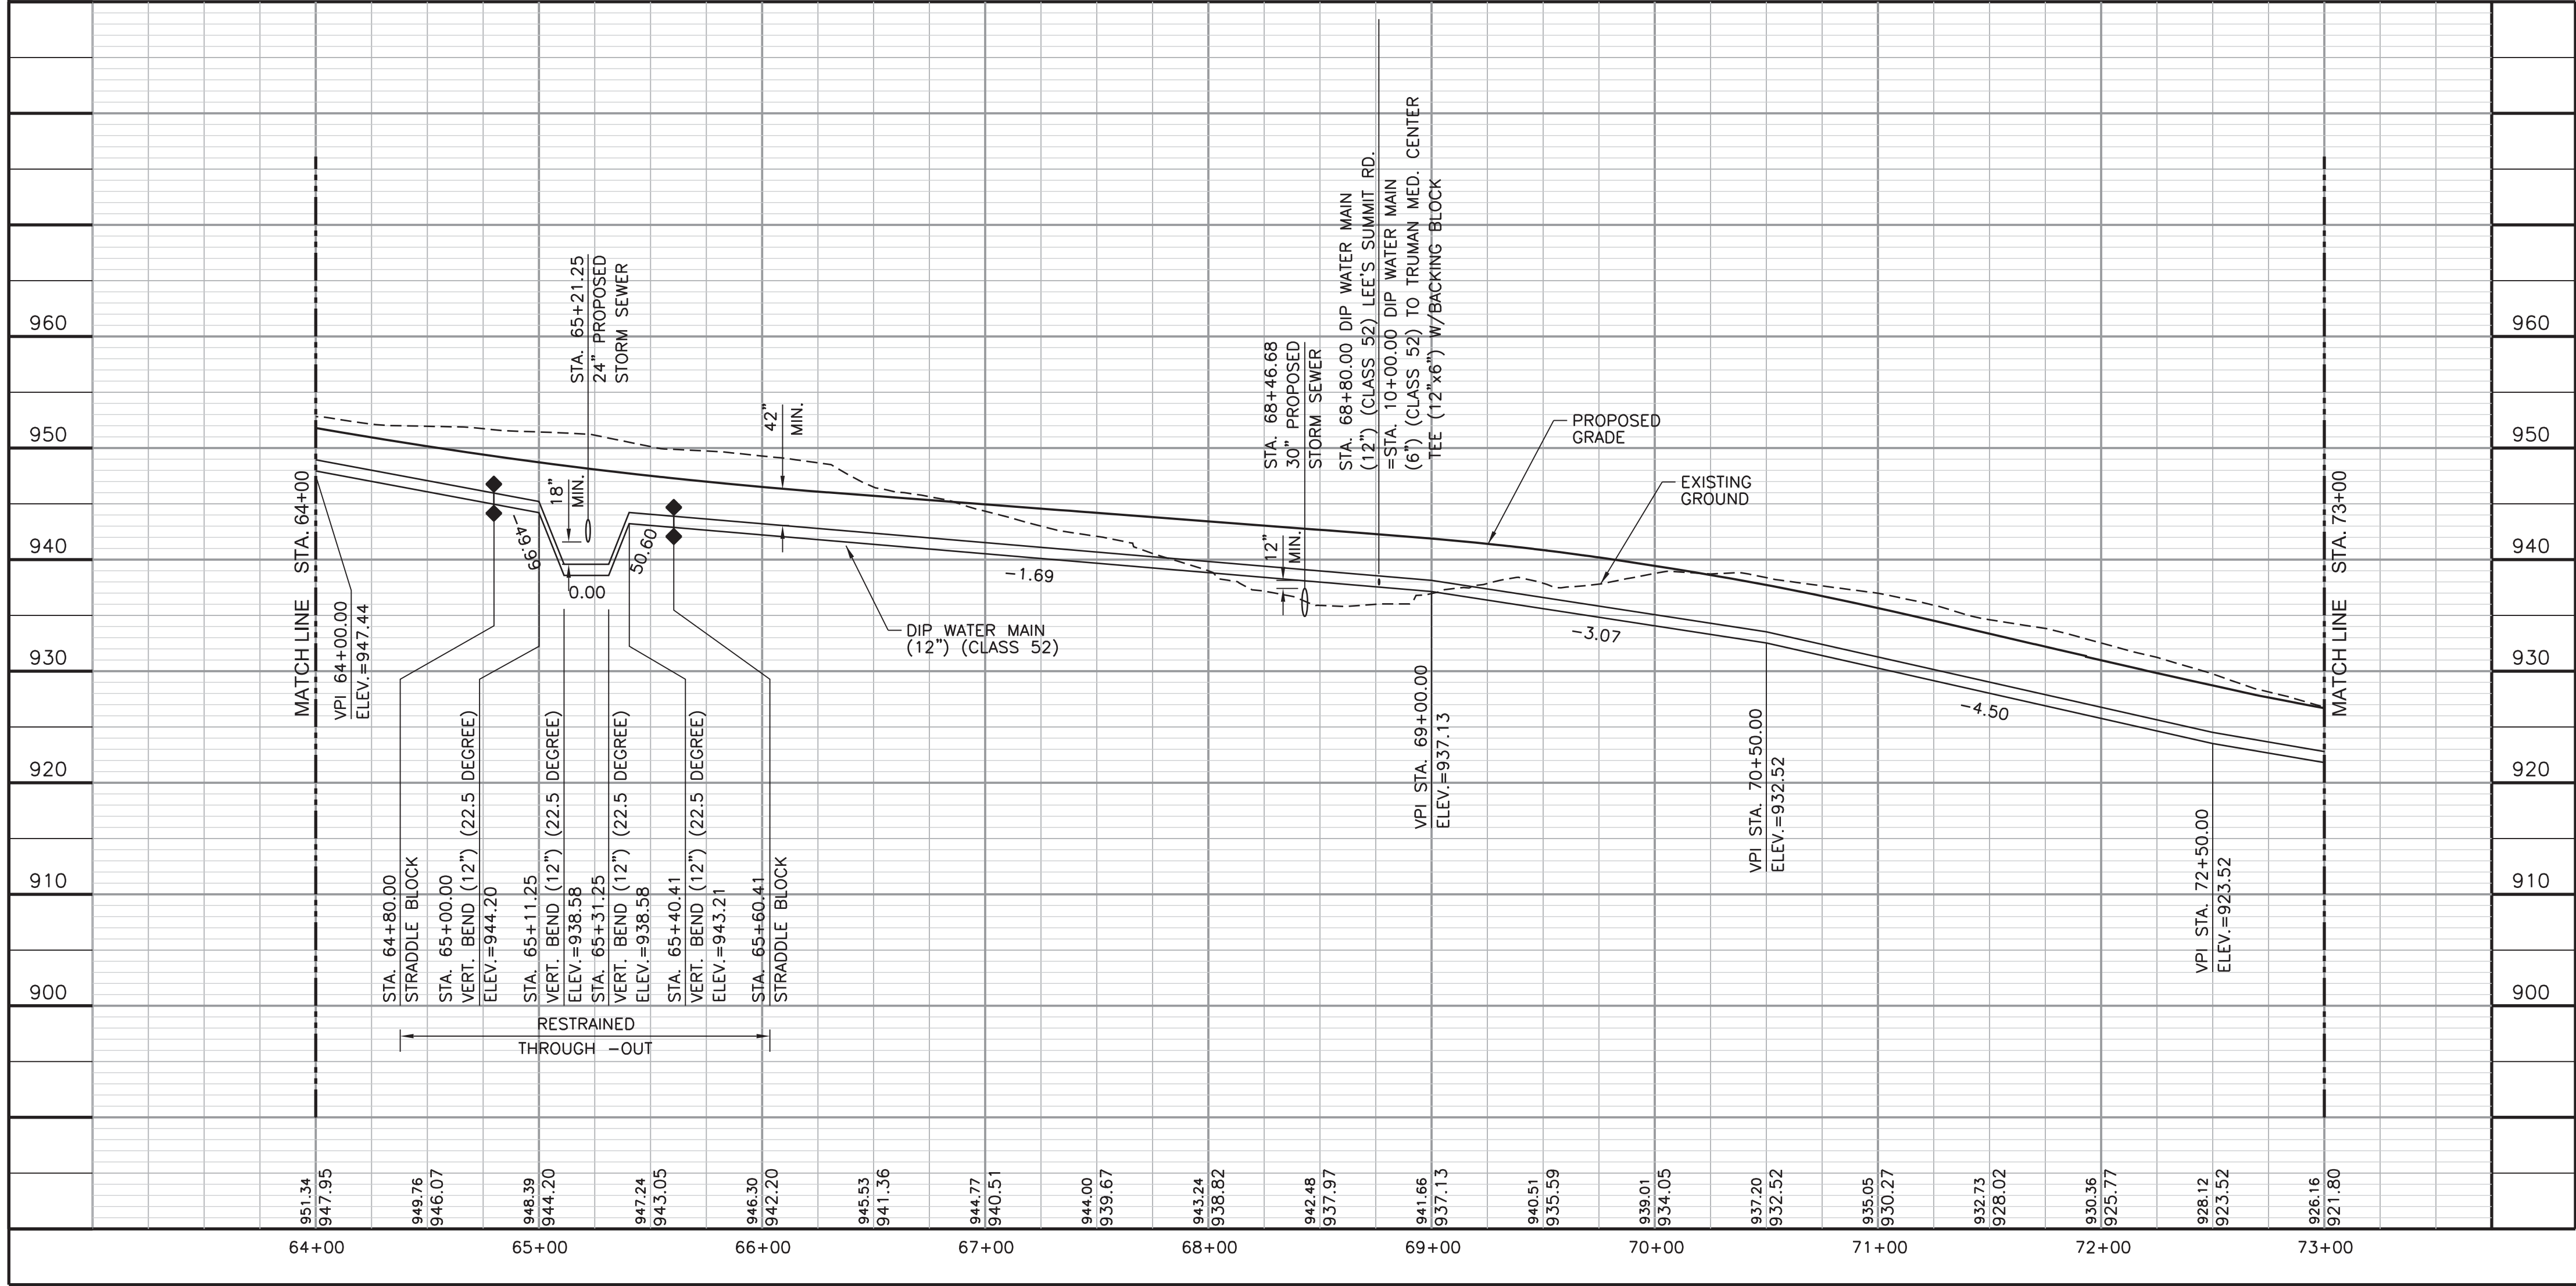 960
950
940
930
920
910
900
960
950
940
930
920
910
900
MATCH LINE STA. 64+00
VPI 64+00.00
ELEV.=947.44
STA. 65+21.25
24" PROPOSED
STORM SEWER
18"
MIN.
-49.99
0.00
50.60
42"
MIN.
STA. 68+46.68
30" PROPOSED
STORM SEWER
12"
MIN.
STA. 68+80.00 DIP WATER MAIN
(12") (CLASS 52) LEE'S SUMMIT RD.
=STA. 10+00.00 DIP WATER MAIN
(6") (CLASS 52) TO TRUMAN MED. CENTER
TEE (12"x6") W/BACKING BLOCK
PROPOSED
GRADE
EXISTING
GROUND
DIP WATER MAIN
(12") (CLASS 52)
-1.69
-3.07
-4.50
MATCH LINE STA. 73+00
STA. 64+80.00
STRADDLE BLOCK
STA. 65+00.00
VERT. BEND (12") (22.5 DEGREE)
ELEV.=944.20
STA. 65+11.25
VERT. BEND (12") (22.5 DEGREE)
ELEV.=938.58
STA. 65+31.25
VERT. BEND (12") (22.5 DEGREE)
ELEV.=938.58
STA. 65+40.41
VERT. BEND (12") (22.5 DEGREE)
ELEV.=943.21
STA. 65+60.41
STRADDLE BLOCK
RESTRAINED
THROUGH -OUT
VPI STA. 69+00.00
ELEV.=937.13
VPI STA. 70+50.00
ELEV.=932.52
VPI STA. 72+50.00
ELEV.=923.52
951.34
947.95
949.76
946.07
948.39
944.20
947.24
943.05
946.30
942.20
945.53
941.36
944.77
940.51
944.00
939.67
943.24
938.82
942.48
937.97
941.66
937.13
940.51
935.59
939.01
934.05
937.20
932.52
935.05
930.27
932.73
928.02
930.36
925.77
928.12
923.52
926.16
921.80
64+00
65+00
66+00
67+00
68+00
69+00
70+00
71+00
72+00
73+00